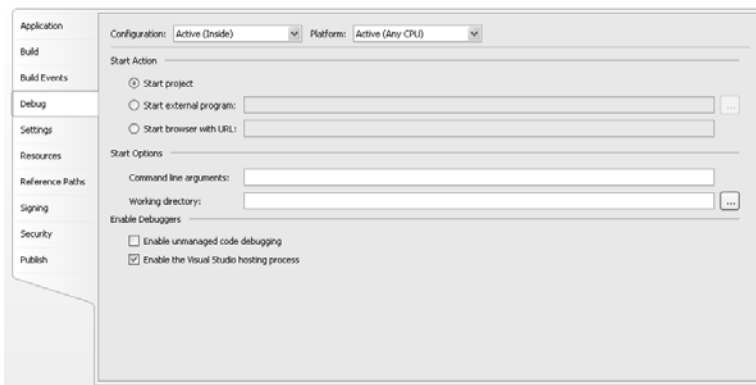 Application
Build
Build Events
Debug
Settings
Resources
Reference Paths
Signing
Security
Publish
Configuration: Active (Inside) Platform: Active (Any CPU)
Start Action
Start project
Start external program: ...
Start browser with URL:
Start Options
Command line arguments:
Working directory: ...
Enable Debuggers
Enable unmanaged code debugging
Enable the Visual Studio hosting process